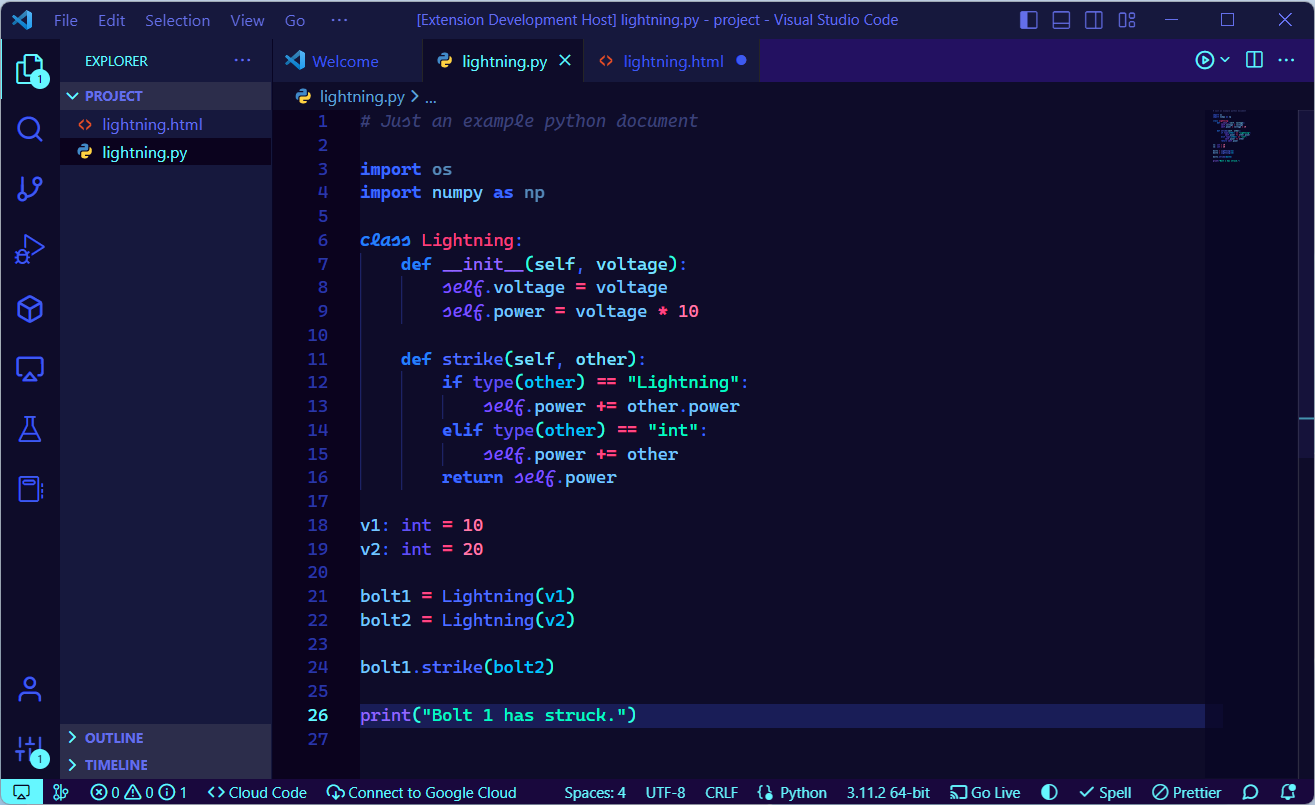 File Edit Selection View Go ··· [Extension Development Host] lightning.py - project - Visual Studio Code
EXPLORER ···
Welcome lightning.py lightning.html
1
PROJECT
lightning.html
lightning.py
lightning.py > ...
1 # Just an example python document
2
3 import os
4 import numpy as np
5
6 class Lightning:
7     def __init__(self, voltage):
8         self.voltage = voltage
9         self.power = voltage * 10
10
11     def strike(self, other):
12         if type(other) == "Lightning":
13             self.power += other.power
14         elif type(other) == "int":
15             self.power += other
16         return self.power
17
18 v1: int = 10
19 v2: int = 20
20
21 bolt1 = Lightning(v1)
22 bolt2 = Lightning(v2)
23
24 bolt1.strike(bolt2)
25
26 print("Bolt 1 has struck.")
27
OUTLINE
TIMELINE
1
0 0 1 Cloud Code Connect to Google Cloud Spaces: 4 UTF-8 CRLF Python 3.11.2 64-bit Go Live Spell Prettier